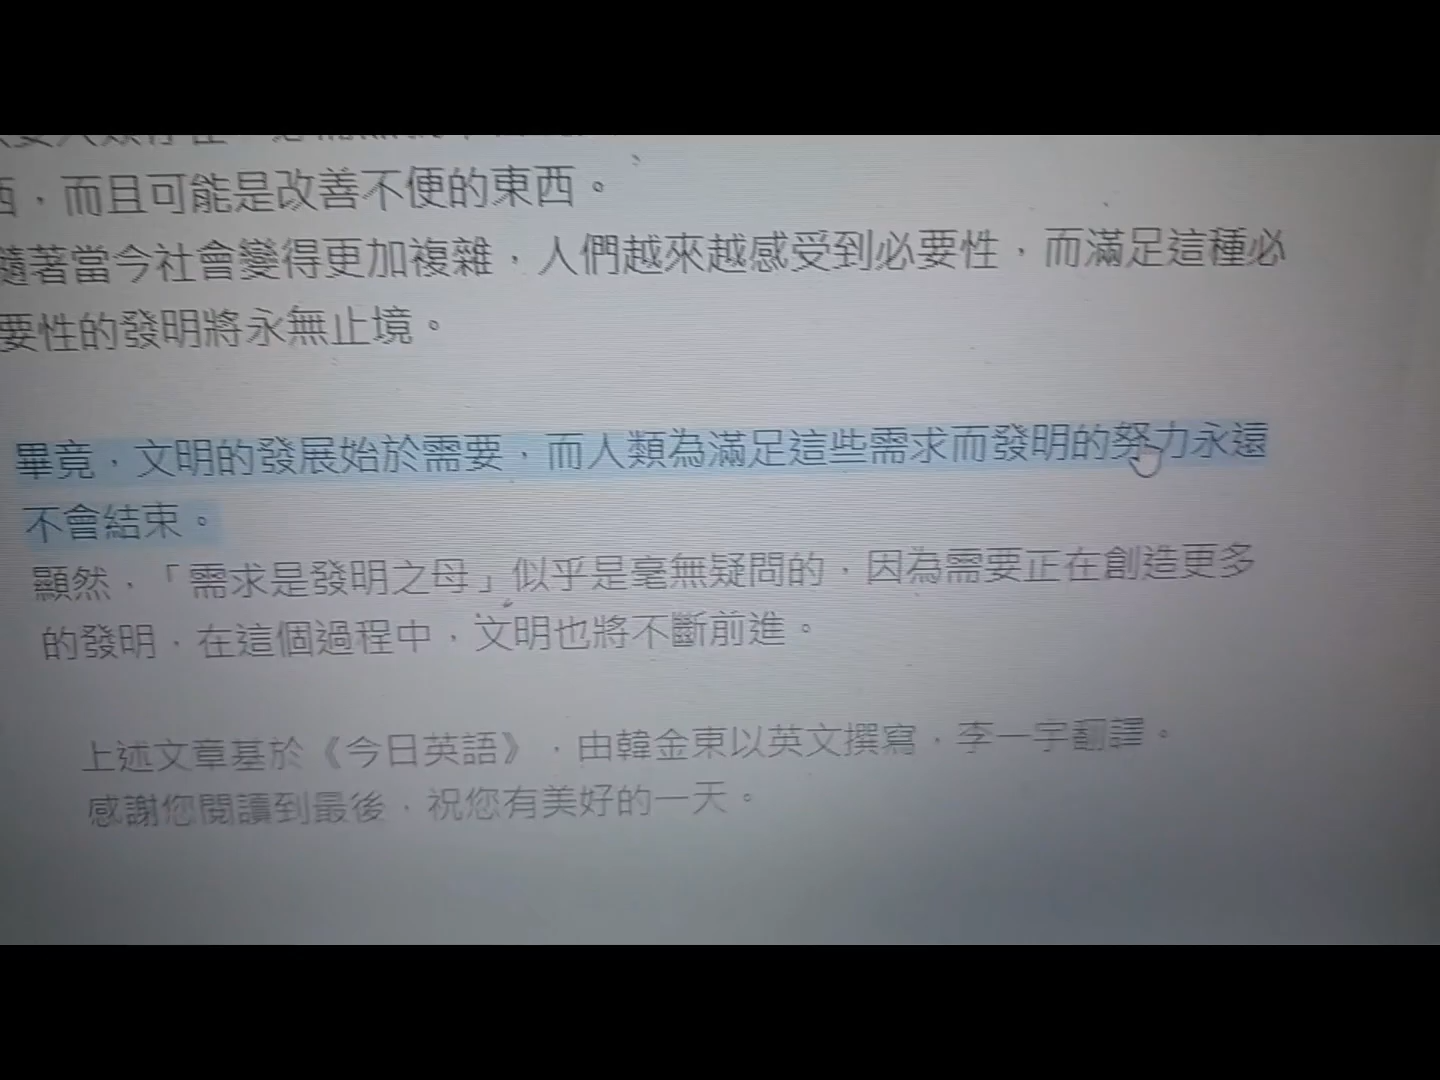 西，而且可能是改善不便的東西。
隨著當今社會變得更加複雜，人們越來越感受到必要性，而滿足這種必
要性的發明將永無止境。
畢竟，文明的發展始於需要，而人類為滿足這些需求而發明的努力永遠
不會結束。
顯然，「需求是發明之母」似乎是毫無疑問的，因為需要正在創造更多
的發明，在這個過程中，文明也將不斷前進。
上述文章基於《今日英語》，由韓金東以英文撰寫，李一宇翻譯。
感謝您閱讀到最後，祝您有美好的一天。